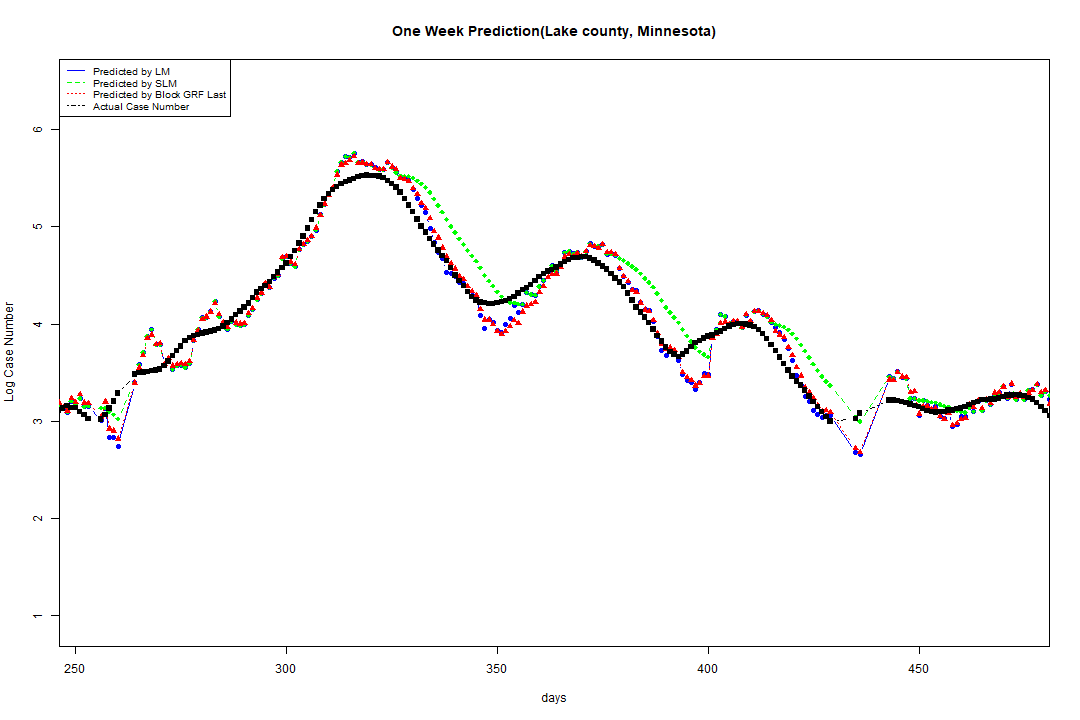 One Week Prediction(Lake county, Minnesota)
Predicted by LM
Predicted by SLM
Predicted by Block GRF Last
Actual Case Number
6
5
4
3
2
1
Log Case Number
250 300 350 400 450
days